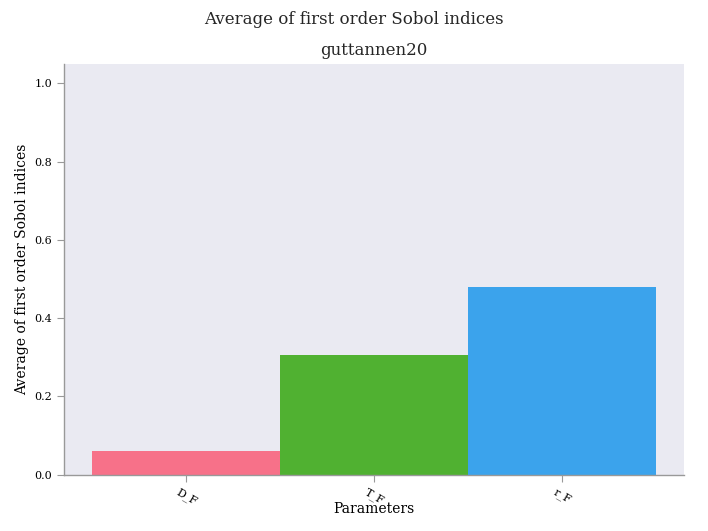 Average of first order Sobol indices
guttannen20
Average of first order Sobol indices
1.0
0.8
0.6
0.4
0.2
0.0
D_F
T_F
r_F
Parameters